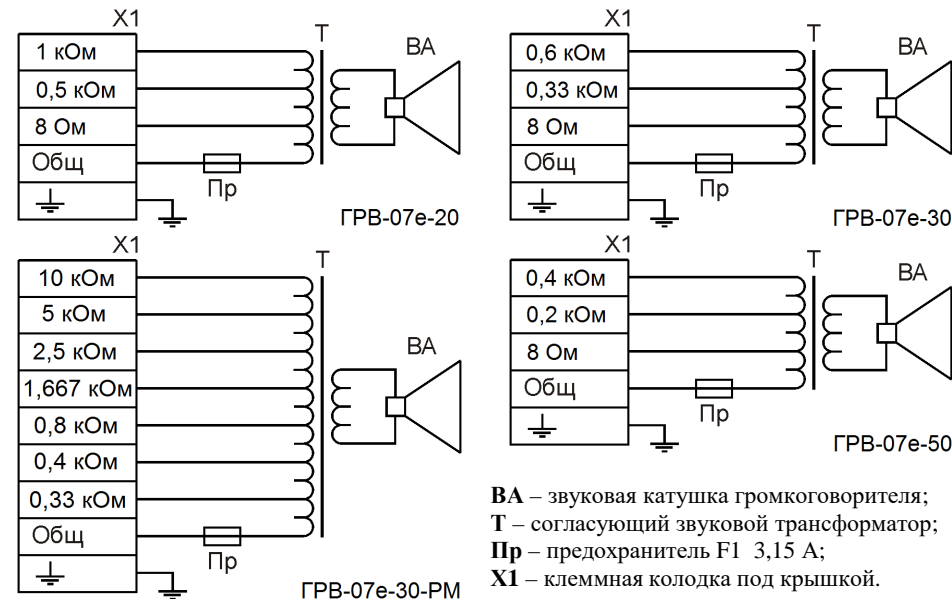 X1
T
BA
1 кОм
0,5 кОм
8 Ом
Общ
Пр
ГРВ-07е-20
X1
T
BA
0,6 кОм
0,33 кОм
8 Ом
Общ
Пр
ГРВ-07е-30
X1
T
BA
10 кОм
5 кОм
2,5 кОм
1,667 кОм
0,8 кОм
0,4 кОм
0,33 кОм
Общ
Пр
ГРВ-07е-30-РМ
X1
T
BA
0,4 кОм
0,2 кОм
8 Ом
Общ
Пр
ГРВ-07е-50
ВА – звуковая катушка громкоговорителя;
Т – согласующий звуковой трансформатор;
Пр – предохранитель F1 3,15 А;
Х1 – клеммная колодка под крышкой.